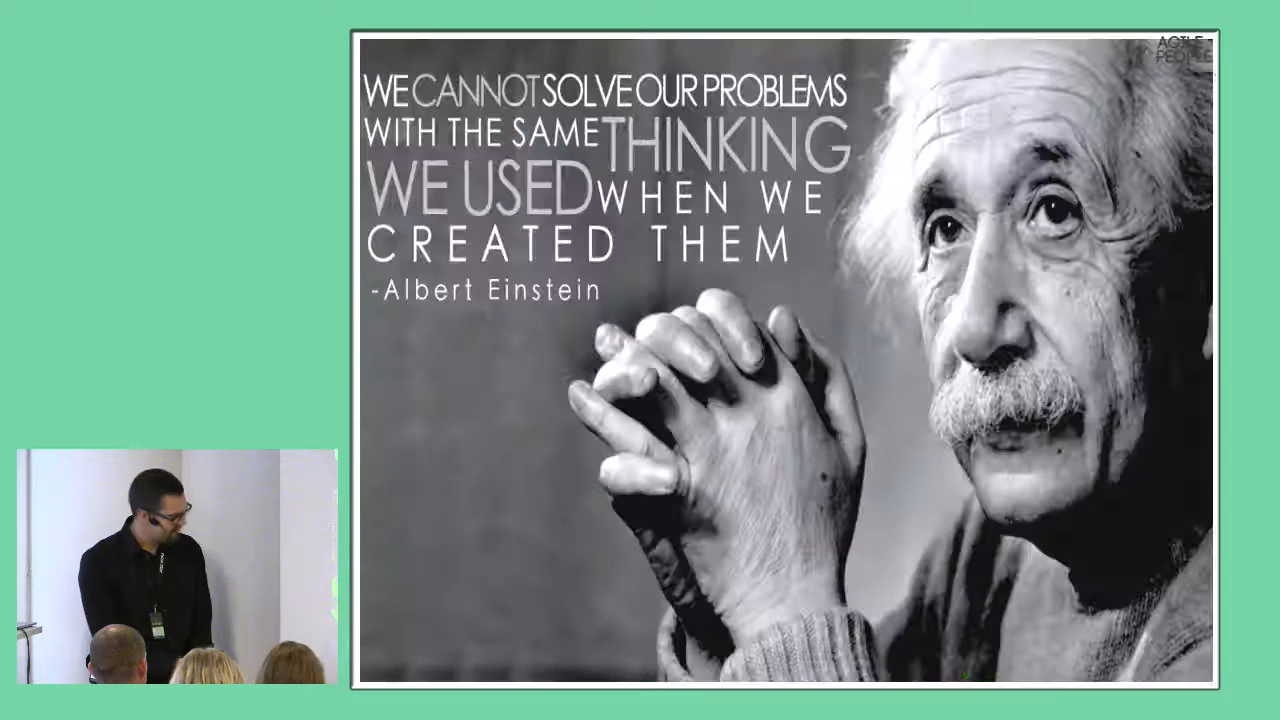 WE CANNOT SOLVE OUR PROBLEMS
WITH THE SAME THINKING
WE USED WHEN WE
CREATED THEM
-Albert Einstein
AGILE
PEOPLE